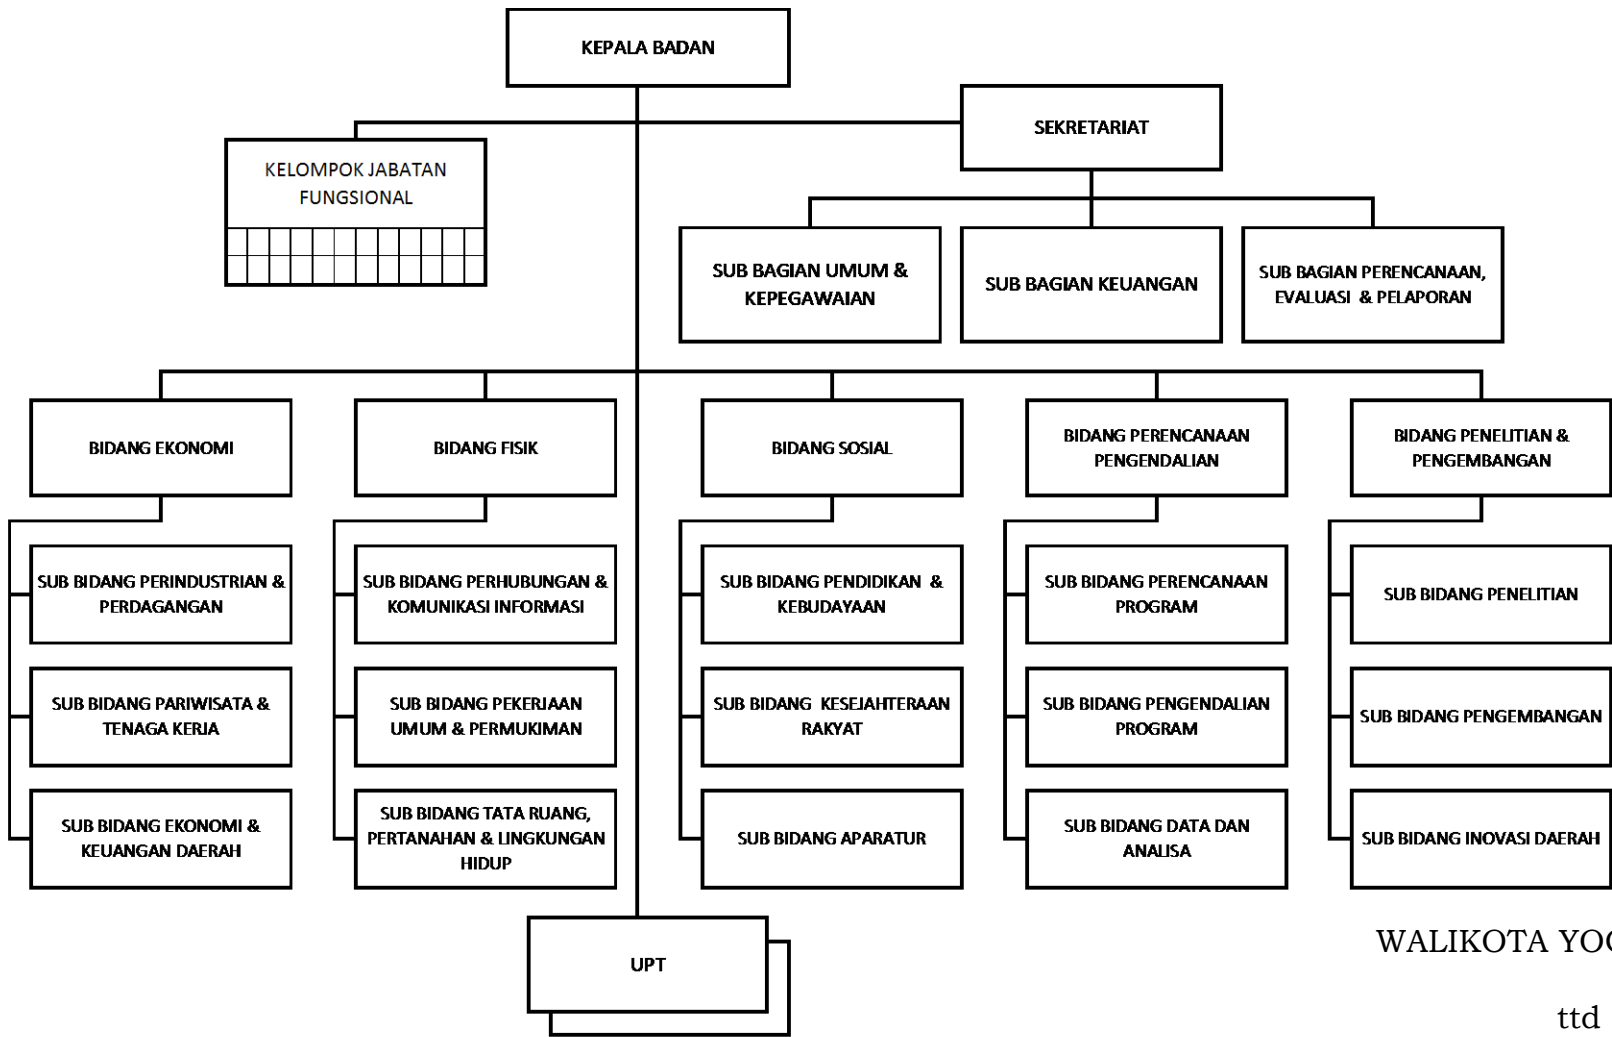 KEPALA BADAN
SEKRETARIAT
KELOMPOK JABATAN
FUNGSIONAL
SUB BAGIAN UMUM &
KEPEGAWAIAN
SUB BAGIAN KEUANGAN
SUB BAGIAN PERENCANAAN,
EVALUASI & PELAPORAN
BIDANG EKONOMI
BIDANG FISIK
BIDANG SOSIAL
BIDANG PERENCANAAN
PENGENDALIAN
BIDANG PENELITIAN &
PENGEMBANGAN
SUB BIDANG PERINDUSTRIAN &
PERDAGANGAN
SUB BIDANG PERHUBUNGAN &
KOMUNIKASI INFORMASI
SUB BIDANG PENDIDIKAN &
KEBUDAYAAN
SUB BIDANG PERENCANAAN
PROGRAM
SUB BIDANG PENELITIAN
SUB BIDANG PARIWISATA &
TENAGA KERJA
SUB BIDANG PEKERJAAN
UMUM & PERMUKIMAN
SUB BIDANG KESEJAHTERAAN
RAKYAT
SUB BIDANG PENGENDALIAN
PROGRAM
SUB BIDANG PENGEMBANGAN
SUB BIDANG EKONOMI &
KEUANGAN DAERAH
SUB BIDANG TATA RUANG,
PERTANAHAN & LINGKUNGAN
HIDUP
SUB BIDANG APARATUR
SUB BIDANG DATA DAN
ANALISA
SUB BIDANG INOVASI DAERAH
UPT
WALIKOTA
ttd